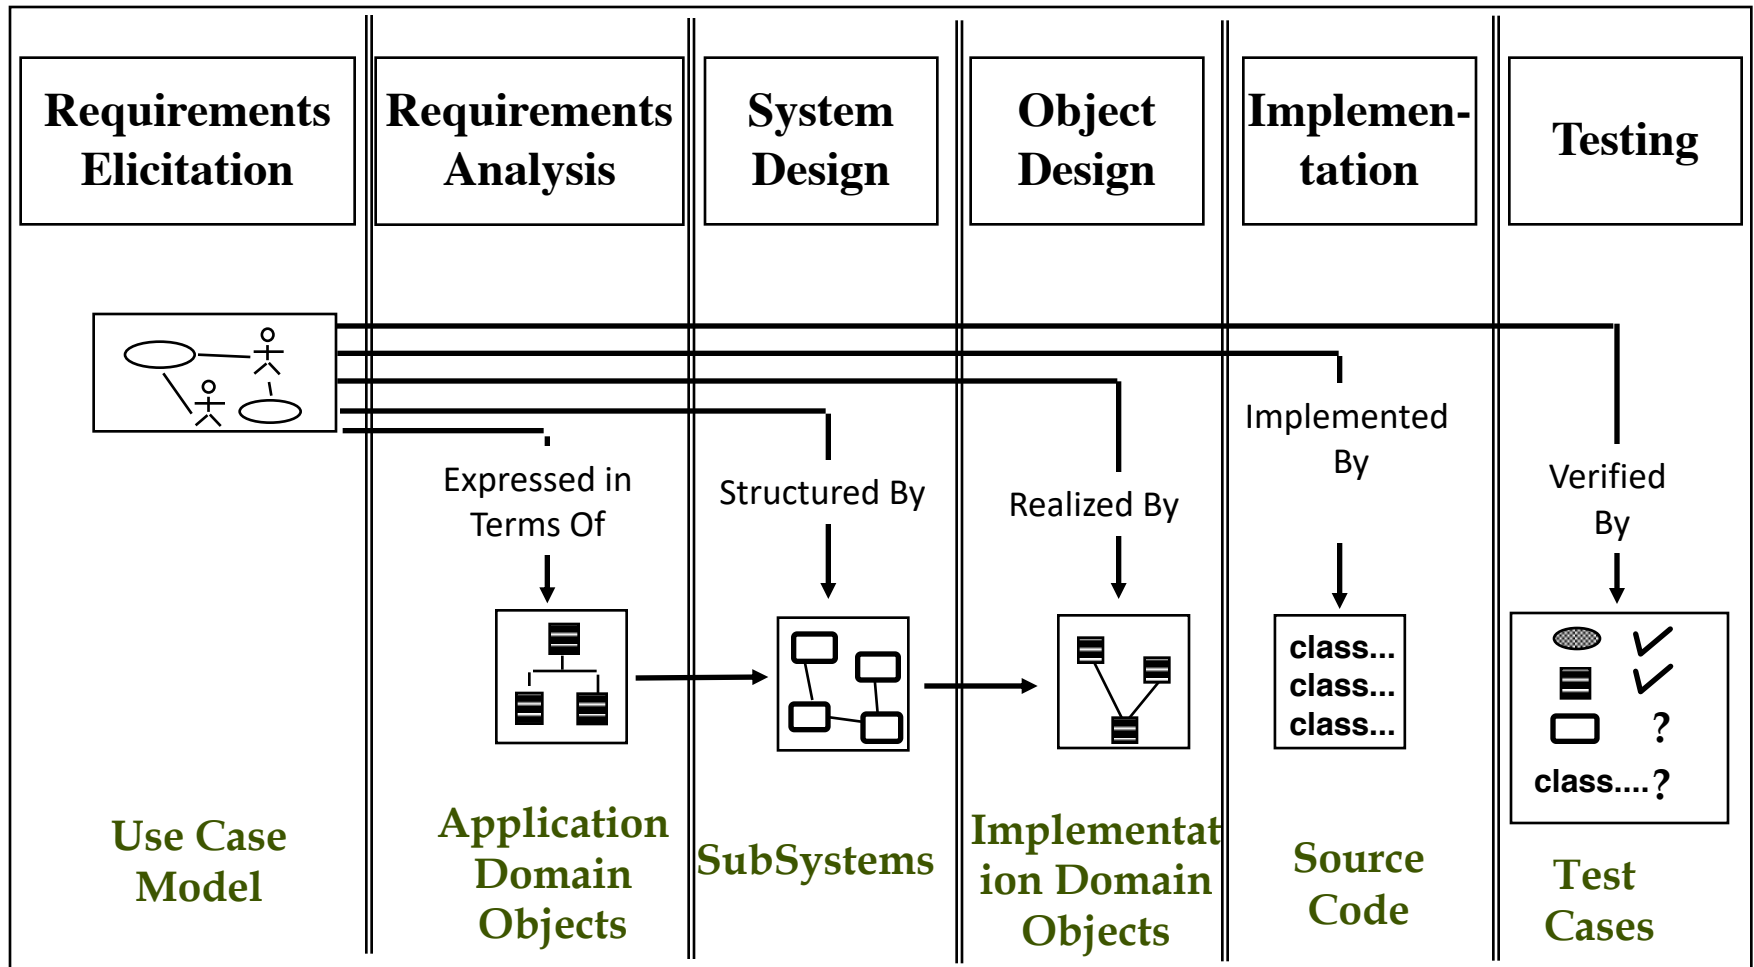 Requirements
Elicitation
Requirements
Analysis
System
Design
Object
Design
Implemen-
tation
Testing
Expressed in
Terms Of
Structured By
Realized By
Implemented
By
Verified
By
class...
class...
class...
?
class....?
Use Case
Model
Application
Domain
Objects
SubSystems
Implementat
ion Domain
Objects
Source
Code
Test
Cases